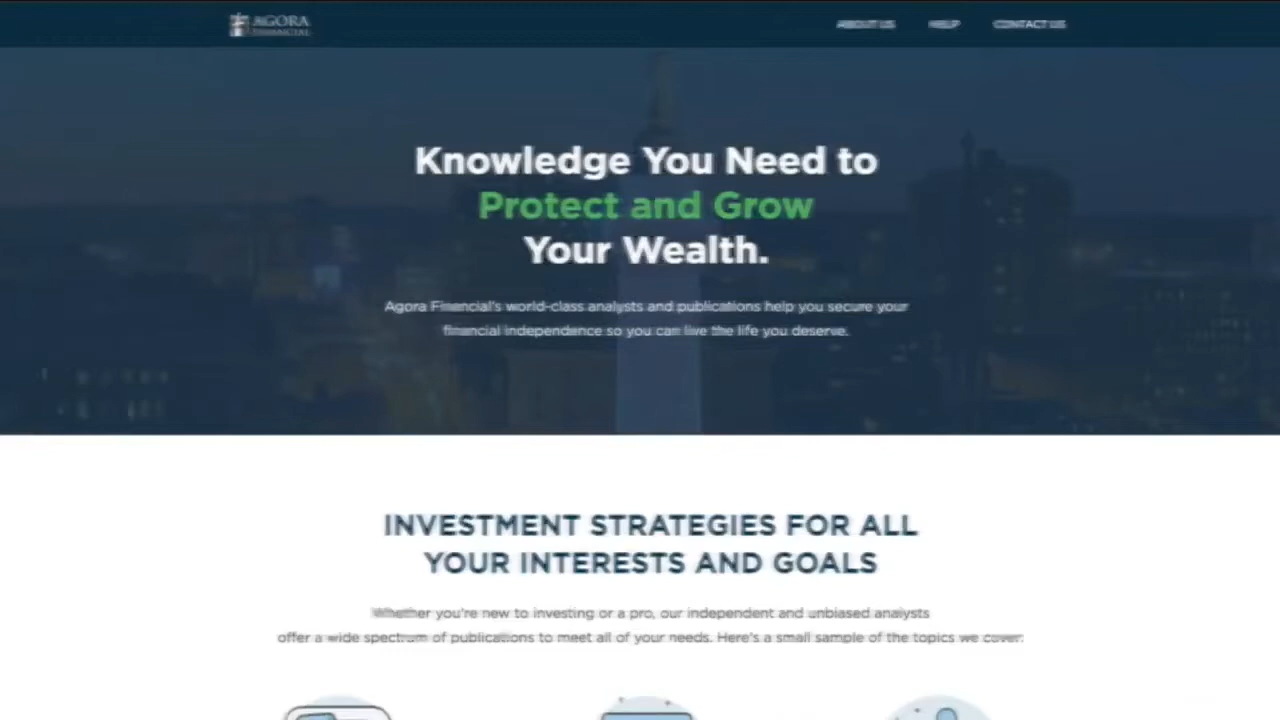 AGORA
FINANCIAL
ABOUT US
HELP
CONTACT US
Knowledge You Need to
Protect and Grow
Your Wealth.
Agora Financial's world-class analysts and publications help you secure your
financial independence so you can live the life you deserve.
INVESTMENT STRATEGIES FOR ALL
YOUR INTERESTS AND GOALS
Whether you're new to investing or a pro, our independent and unbiased analysts
offer a wide spectrum of publications to meet all of your needs. Here's a small sample of the topics we cover: